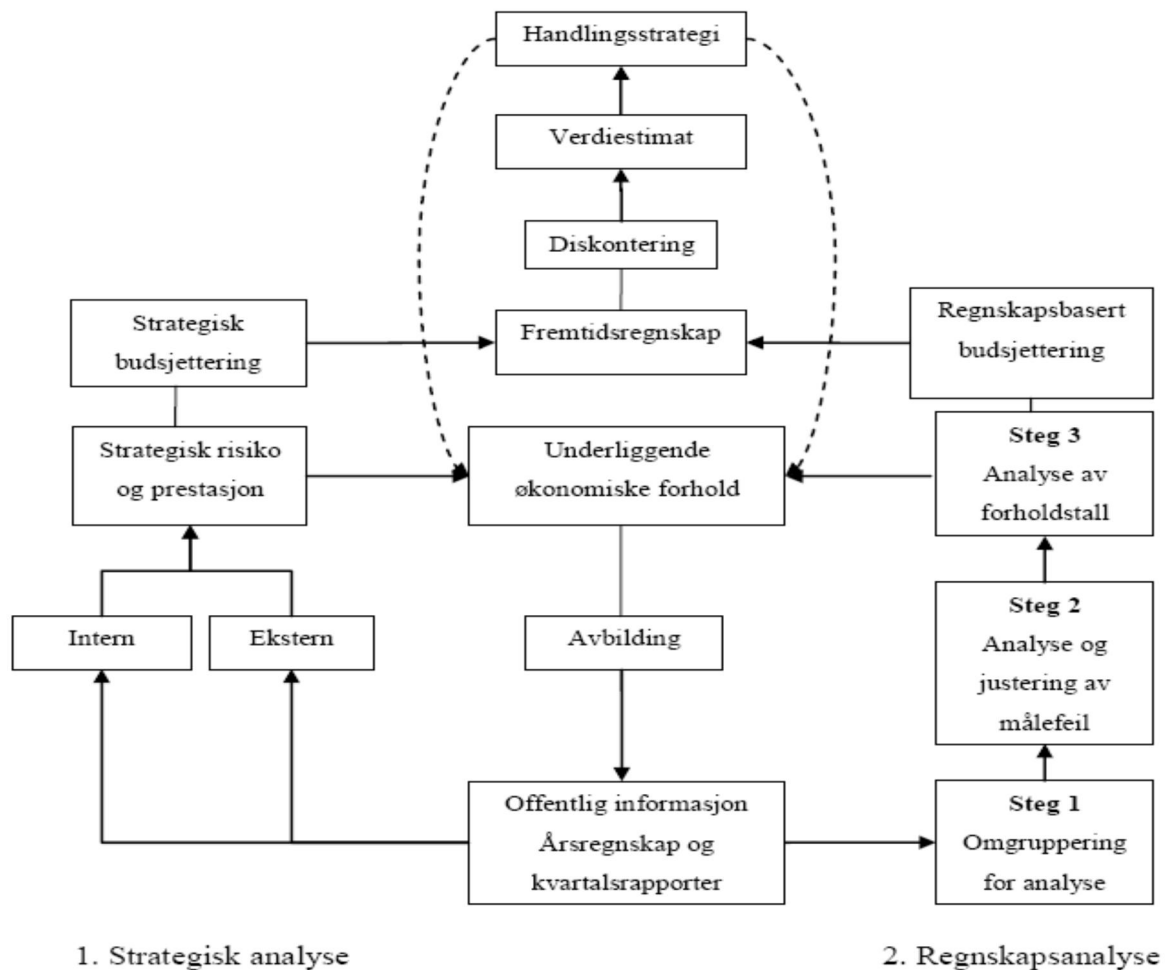 Handlingsstrategi
Verdiestimat
Diskontering
Strategisk
budsjettering
Fremtidsregnskap
Regnskapsbasert
budsjettering
Strategisk risiko
og prestasjon
Underliggende
økonomiske forhold
Steg 3
Analyse av
forholdstall
Intern
Ekstern
Avbilding
Steg 2
Analyse og
justering av
målefeil
Offentlig informasjon
Årsregnskap og
kvartalsrapporter
Steg 1
Omgruppering
for analyse
1. Strategisk analyse
2. Regnskapsanalyse